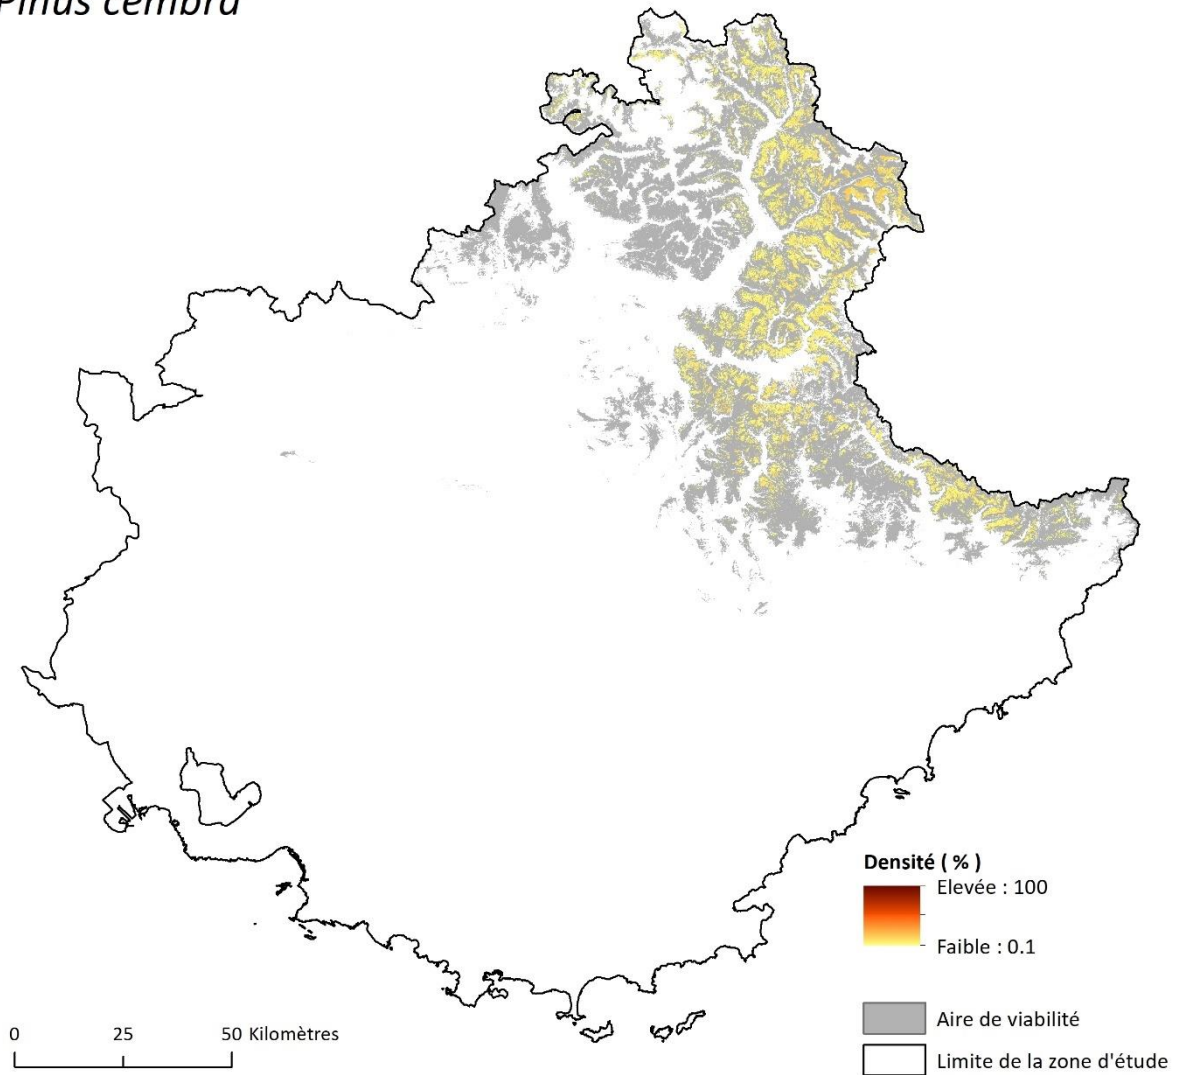 Pinus cembra
Densité ( % )
Elevée : 100
Faible : 0.1
Aire de viabilité
Limite de la zone d'étude
0 25 50 Kilomètres